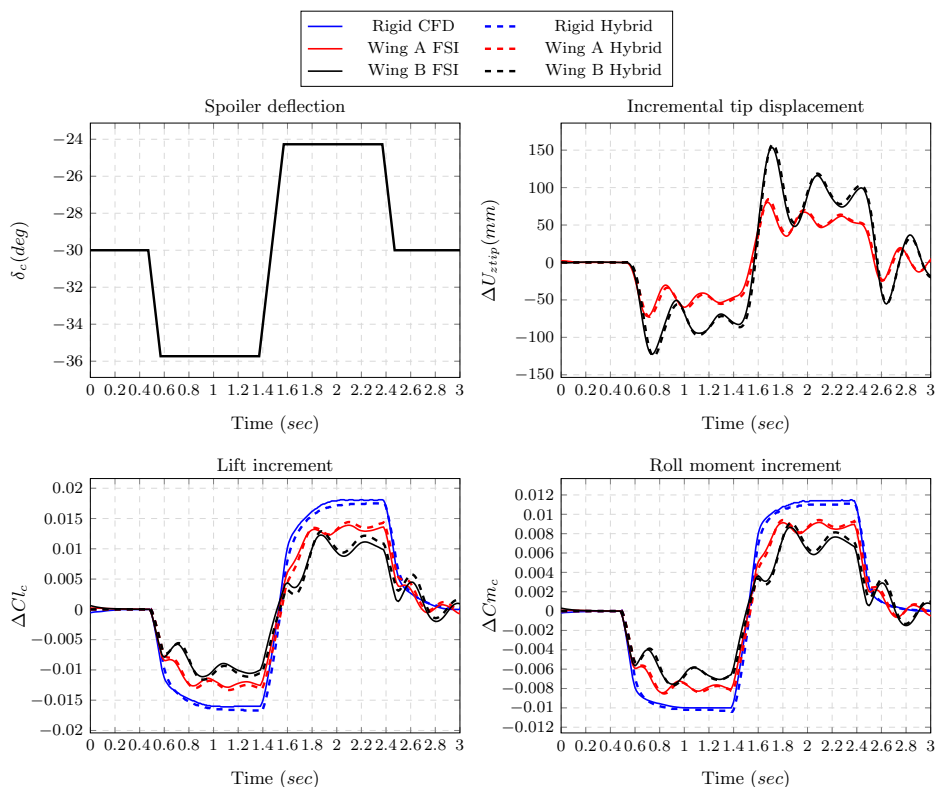 Rigid CFD Rigid Hybrid
Wing A FSI Wing A Hybrid
Wing B FSI Wing B Hybrid
Spoiler deflection
−24
−26
−28
−30
−32
−34
−36
δc(deg)
0 0.2 0.4 0.6 0.8 1 1.2 1.4 1.6 1.8 2 2.2 2.4 2.6 2.8 3
Time (sec)
Incremental tip displacement
150
100
50
0
−50
−100
−150
ΔUztip(mm)
0 0.2 0.4 0.6 0.8 1 1.2 1.4 1.6 1.8 2 2.2 2.4 2.6 2.8 3
Time (sec)
Lift increment
0.02
0.015
0.01
0.005
0
−0.005
−0.01
−0.015
−0.02
ΔClc
0 0.2 0.4 0.6 0.8 1 1.2 1.4 1.6 1.8 2 2.2 2.4 2.6 2.8 3
Time (sec)
Roll moment increment
0.012
0.01
0.008
0.006
0.004
0.002
0
−0.002
−0.004
−0.006
−0.008
−0.01
−0.012
ΔCmc
0 0.2 0.4 0.6 0.8 1 1.2 1.4 1.6 1.8 2 2.2 2.4 2.6 2.8 3
Time (sec)